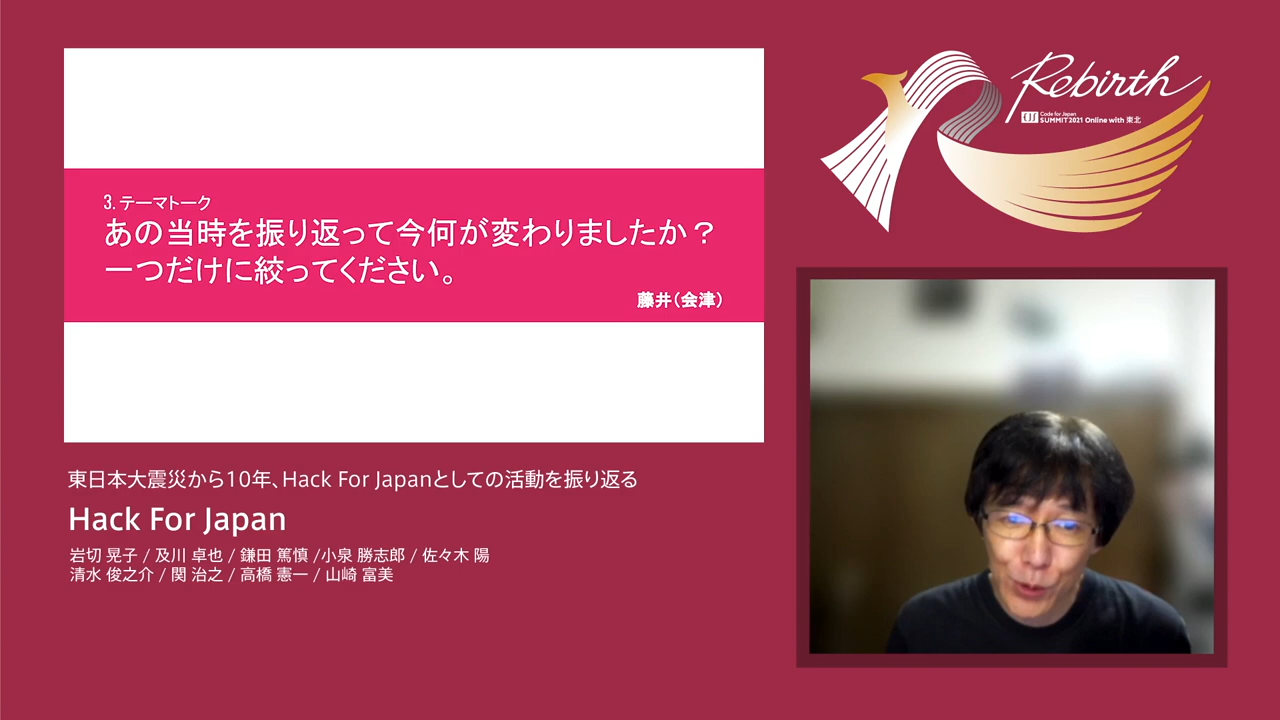 3. テーマトーク
あの当時を振り返って今何が変わりましたか？
一つだけに絞ってください。
藤井（会津）
Rebirth
CfJ Code for Japan
SUMMIT2021 Online with 東北
東日本大震災から10年、Hack For Japanとしての活動を振り返る
Hack For Japan
岩切 晃子 / 及川 卓也 / 鎌田 篤慎 /小泉 勝志郎 / 佐々木 陽
清水 俊之介 / 関 治之 / 高橋 憲一 / 山崎 富美